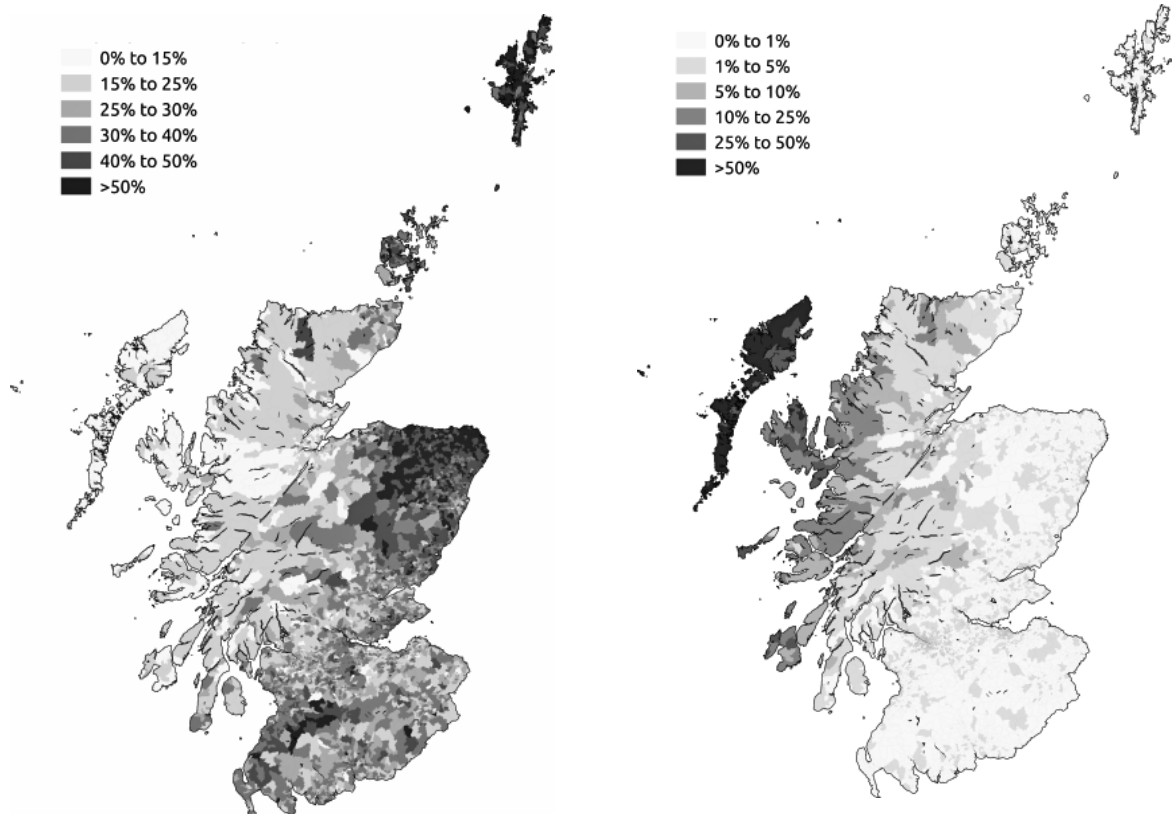 0% to 15%
15% to 25%
25% to 30%
30% to 40%
40% to 50%
>50%
0% to 1%
1% to 5%
5% to 10%
10% to 25%
25% to 50%
>50%